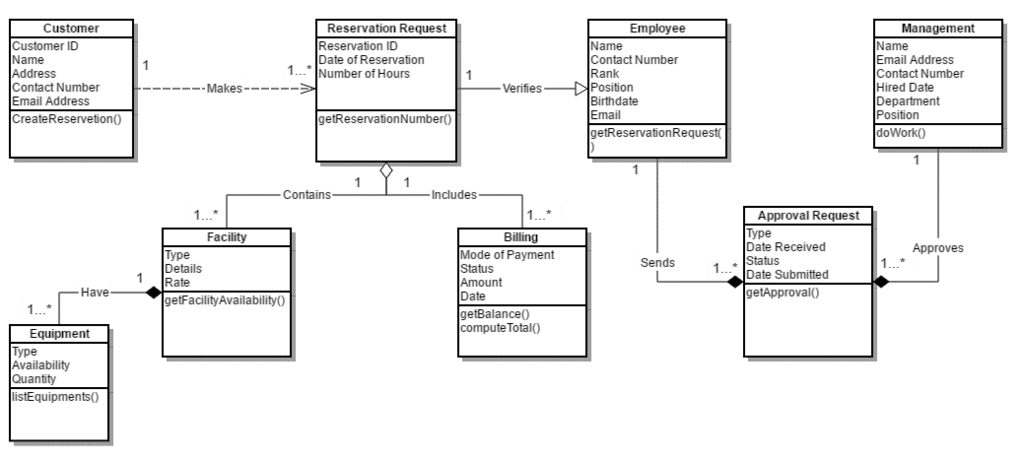 Customer
Customer ID
Name
Address
Contact Number
Email Address
CreateReservetion()
1
Makes
1...*
Reservation Request
Reservation ID
Date of Reservation
Number of Hours
getReservationNumber()
1
Verifies
Employee
Name
Contact Number
Rank
Position
Birthdate
Email
getReservationRequest(
)
Management
Name
Email Address
Contact Number
Hired Date
Department
Position
doWork()
1
Contains
1...*
1
Includes
1...*
Facility
Type
Details
Rate
getFacilityAvailability()
Billing
Mode of Payment
Status
Amount
Date
getBalance()
computeTotal()
1
Sends
1...*
Approval Request
Type
Date Received
Status
Date Submitted
getApproval()
1
Approves
1...*
1
Have
1...*
Equipment
Type
Availability
Quantity
listEquipments()